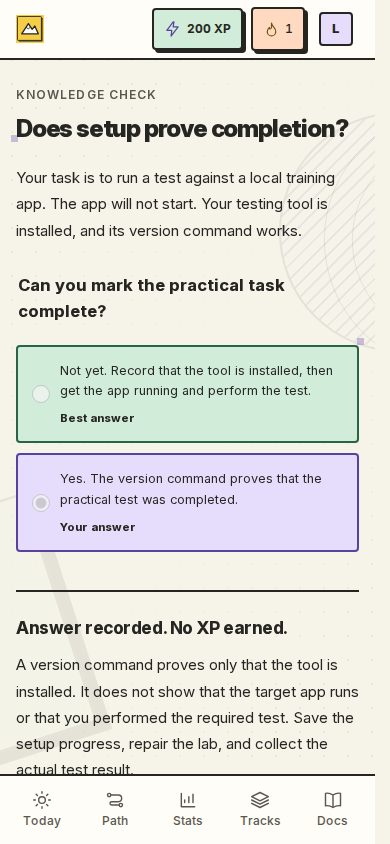 200 XP
1
L
KNOWLEDGE CHECK
Does setup prove completion?
Your task is to run a test against a local training
app. The app will not start. Your testing tool is
installed, and its version command works.
Can you mark the practical task
complete?
Not yet. Record that the tool is installed, then
get the app running and perform the test.
Best answer
Yes. The version command proves that the
practical test was completed.
Your answer
Answer recorded. No XP earned.
A version command proves only that the tool is
installed. It does not show that the target app runs
or that you performed the required test. Save the
setup progress, repair the lab, and collect the
actual test result.
Today
Path
Stats
Tracks
Docs